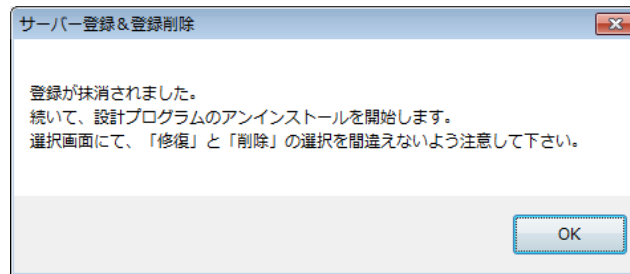 サーバー登録&登録削除
登録が抹消されました。
続いて、設計プログラムのアンインストールを開始します。
選択画面にて、「修復」と「削除」の選択を間違えないよう注意して下さい。
OK